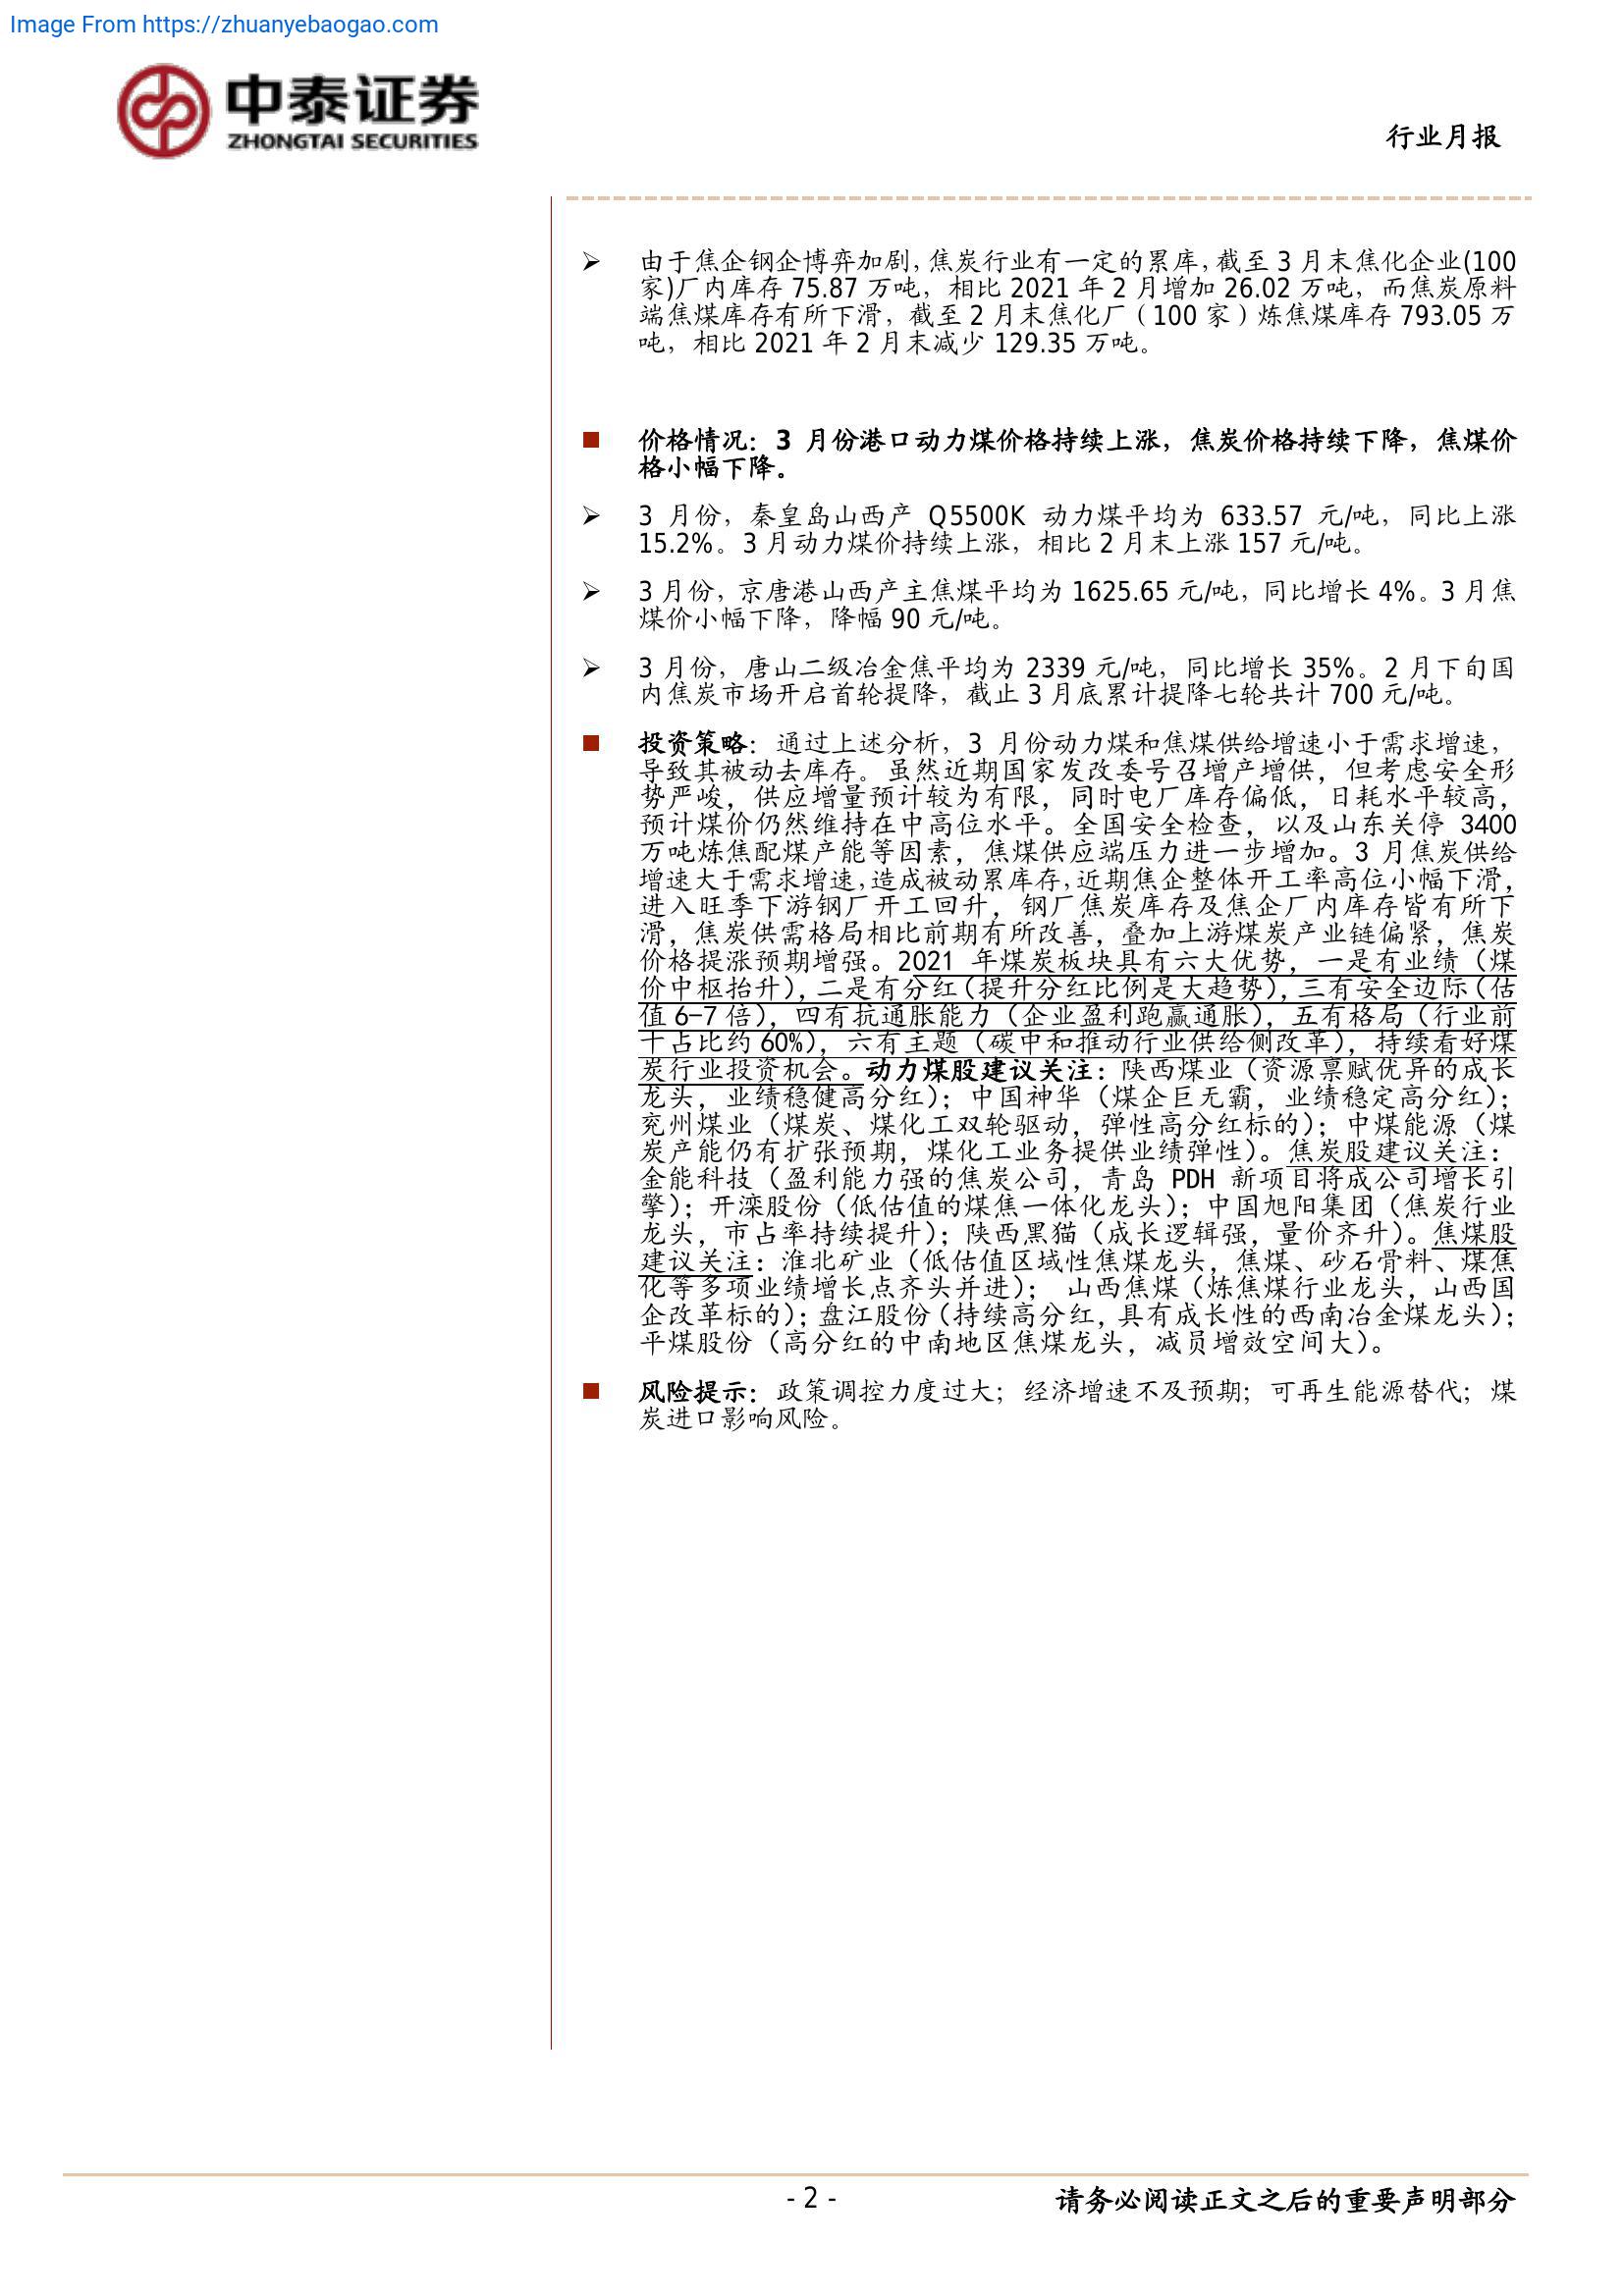 Image From https://zhuanyebaogao.com
中泰证券
ZHONGTAI SECURITIES
行业月报
➢ 由于焦企钢企博弈加剧，焦炭行业有一定的累库，截至 3 月末焦化企业(100
家)厂内库存 75.87 万吨，相比 2021 年 2 月增加 26.02 万吨，而焦炭原料
端焦煤库存有所下滑，截至 2 月末焦化厂（100 家）炼焦煤库存 793.05 万
吨，相比 2021 年 2 月末减少 129.35 万吨。
■ 价格情况：3 月份港口动力煤价格持续上涨，焦炭价格持续下降，焦煤价
格小幅下降。
➢ 3 月份，秦皇岛山西产 Q5500K 动力煤平均为 633.57 元/吨，同比上涨
15.2%。3 月动力煤价持续上涨，相比 2 月末上涨 157 元/吨。
➢ 3 月份，京唐港山西产主焦煤平均为 1625.65 元/吨，同比增长 4%。3 月焦
煤价小幅下降，降幅 90 元/吨。
➢ 3 月份，唐山二级冶金焦平均为 2339 元/吨，同比增长 35%。2 月下旬国
内焦炭市场开启首轮提降，截止 3 月底累计提降七轮共计 700 元/吨。
■ 投资策略：通过上述分析，3 月份动力煤和焦煤供给增速小于需求增速，
导致其被动去库存。虽然近期国家发改委号召增产增供，但考虑安全形
势严峻，供应增量预计较为有限，同时电厂库存偏低，日耗水平较高，
预计煤价仍然维持在中高位水平。全国安全检查，以及山东关停 3400
万吨炼焦配煤产能等因素，焦煤供应端压力进一步增加。3 月焦炭供给
增速大于需求增速，造成被动累库存，近期焦企整体开工率高位小幅下滑，
进入旺季下游钢厂开工回升，钢厂焦炭库存及焦企厂内库存皆有所下
滑，焦炭供需格局相比前期有所改善，叠加上游煤炭产业链偏紧，焦炭
价格提涨预期增强。2021 年煤炭板块具有六大优势，一是有业绩（煤
价中枢抬升），二是有分红（提升分红比例是大趋势），三有安全边际（估
值 6-7 倍），四有抗通胀能力（企业盈利跑赢通胀），五有格局（行业前
十占比约 60%），六有主题（碳中和推动行业供给侧改革），持续看好煤
炭行业投资机会。动力煤股建议关注：陕西煤业（资源禀赋优异的成长
龙头，业绩稳健高分红）；中国神华（煤企巨无霸，业绩稳定高分红）；
兖州煤业（煤炭、煤化工双轮驱动，弹性高分红标的）；中煤能源（煤
炭产能仍有扩张预期，煤化工业务提供业绩弹性）。焦炭股建议关注：
金能科技（盈利能力强的焦炭公司，青岛 PDH 新项目将成公司增长引
擎）；开滦股份（低估值的煤焦一体化龙头）；中国旭阳集团（焦炭行业
龙头，市占率持续提升）；陕西黑猫（成长逻辑强，量价齐升）。焦煤股
建议关注：淮北矿业（低估值区域性焦煤龙头，焦煤、砂石骨料、煤焦
化等多项业绩增长点齐头并进）； 山西焦煤（炼焦煤行业龙头，山西国
企改革标的）；盘江股份（持续高分红，具有成长性的西南冶金煤龙头）；
平煤股份（高分红的中南地区焦煤龙头，减员增效空间大）。
■ 风险提示：政策调控力度过大；经济增速不及预期；可再生能源替代；煤
炭进口影响风险。
- 2 -
请务必阅读正文之后的重要声明部分